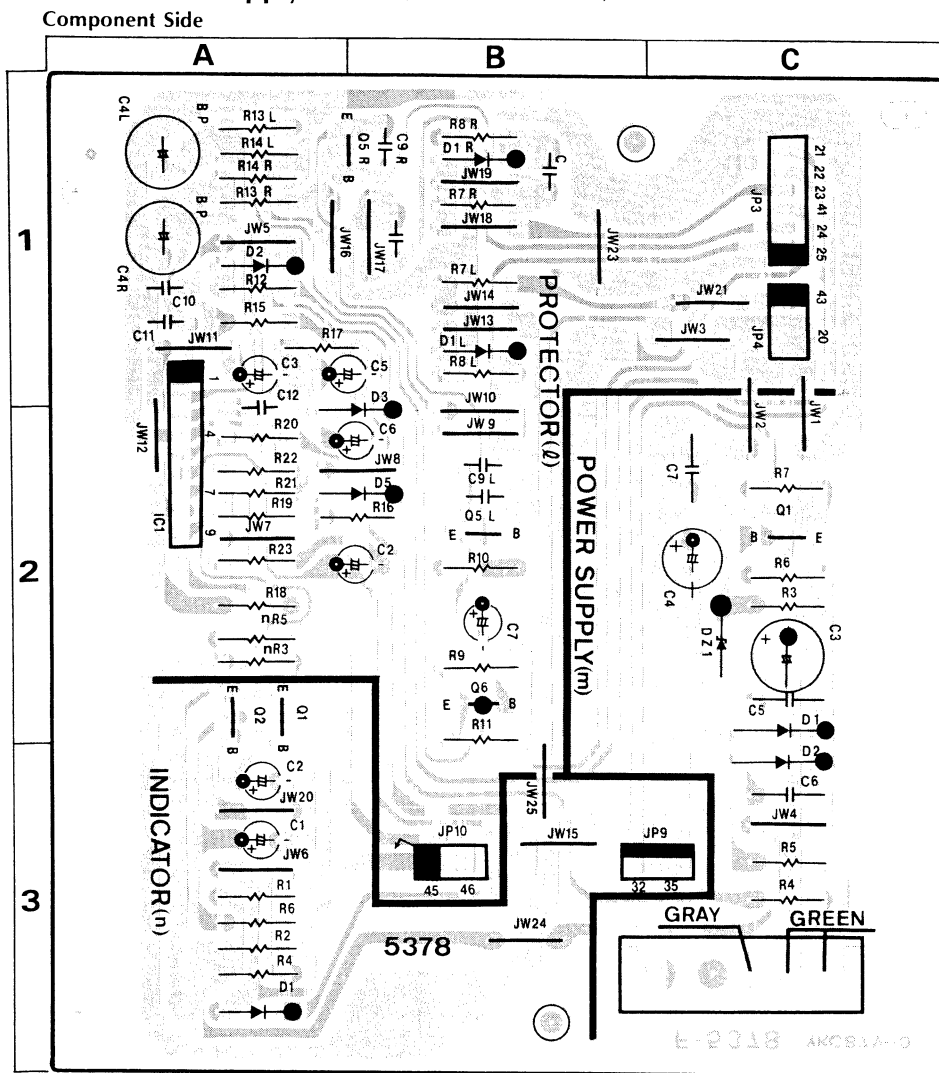 Component Side
A B C
1
2
3
C4L
B P
R13 L
R14 L
R14 R
R13 R
B P
C4R
JW5
D2
R12
C10
R15
C11
JW11
R17
E
Q5 R
B
C9 R
JW16
JW17
R8 R
D1 R
JW19
C
R7 R
JW18
JW23
R7 L
JW14
JW13
D1 L
R8 L
PROTECTOR(ℓ)
21
22
23
41
24
25
JP3
JW21
43
JW3
JP4
20
C3
C5
1
C12
D3
JW10
JW2
JW1
JW12
4
R20
C6
JW 9
R22
JW8
C9 L
C7
R7
7
R21
D5
R19
R16
Q5 L
Q1
IC1
9
JW7
E B
B E
R23
C2
R10
C4
R6
R3
POWER SUPPLY(m)
R18
nR5
C7
DZ1
C3
nR3
R9
E
E
Q6
C5
Q2
Q1
E B
D1
B
B
R11
D2
C2
C6
JW20
JW25
INDICATOR(n)
C1
JP10
JW15
JP9
JW4
JW6
R5
R1
45 46
32 35
R4
R6
GRAY
GREEN
R2
5378
JW24
R4
D1
F-5378